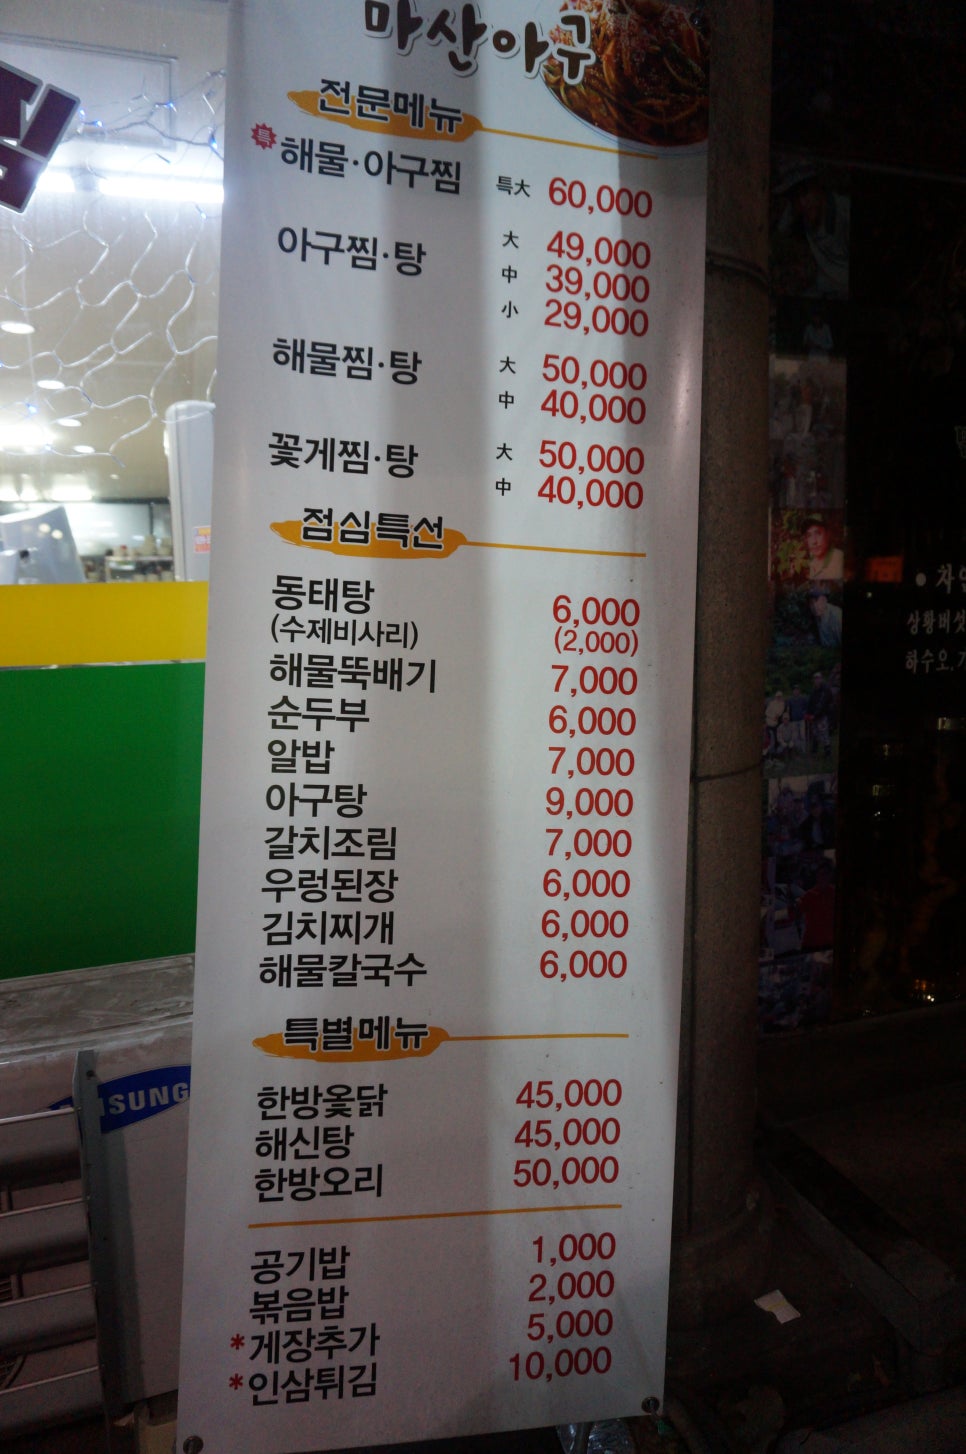 마산아구
전문메뉴
특 해물·아구찜 特大 60,000
아구찜·탕 大 49,000
中 39,000
小 29,000
해물찜·탕 大 50,000
中 40,000
꽃게찜·탕 大 50,000
中 40,000
점심특선
동태탕 6,000
(수제비사리) (2,000)
해물뚝배기 7,000
순두부 6,000
알밥 7,000
아구탕 9,000
갈치조림 7,000
우렁된장 6,000
김치찌개 6,000
해물칼국수 6,000
특별메뉴
한방옻닭 45,000
해신탕 45,000
한방오리 50,000
공기밥 1,000
볶음밥 2,000
*게장추가 5,000
*인삼튀김 10,000
SUNG
상황버섯
하수오,